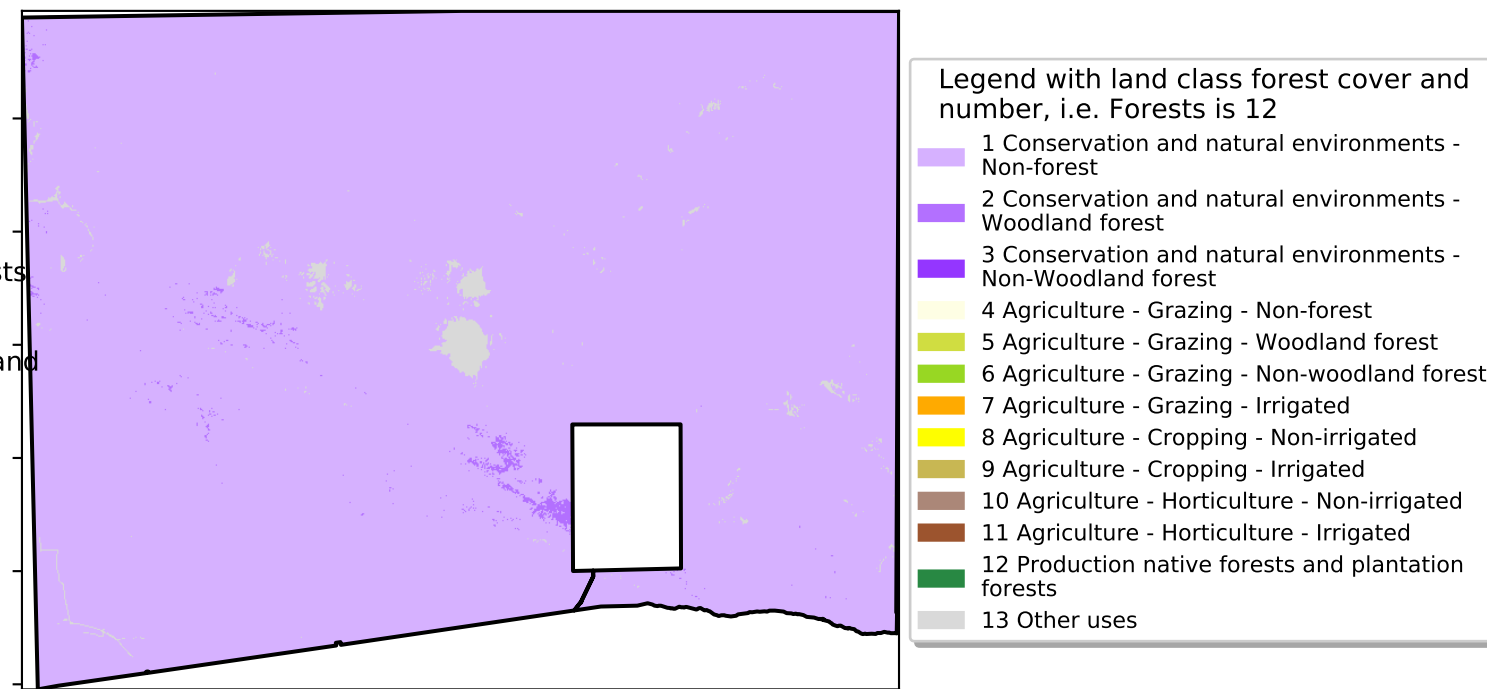 sts
and
Legend with land class forest cover and
number, i.e. Forests is 12
1 Conservation and natural environments -
Non-forest
2 Conservation and natural environments -
Woodland forest
3 Conservation and natural environments -
Non-Woodland forest
4 Agriculture - Grazing - Non-forest
5 Agriculture - Grazing - Woodland forest
6 Agriculture - Grazing - Non-woodland forest
7 Agriculture - Grazing - Irrigated
8 Agriculture - Cropping - Non-irrigated
9 Agriculture - Cropping - Irrigated
10 Agriculture - Horticulture - Non-irrigated
11 Agriculture - Horticulture - Irrigated
12 Production native forests and plantation
forests
13 Other uses